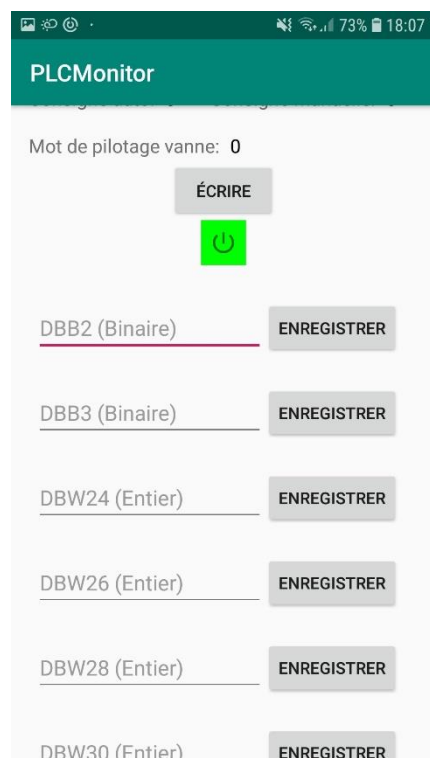 73% 18:07
PLCMonitor
Mot de pilotage vanne: 0
ÉCRIRE
DBB2 (Binaire) ENREGISTRER
DBB3 (Binaire) ENREGISTRER
DBW24 (Entier) ENREGISTRER
DBW26 (Entier) ENREGISTRER
DBW28 (Entier) ENREGISTRER
DBW30 (Entier) ENREGISTRER